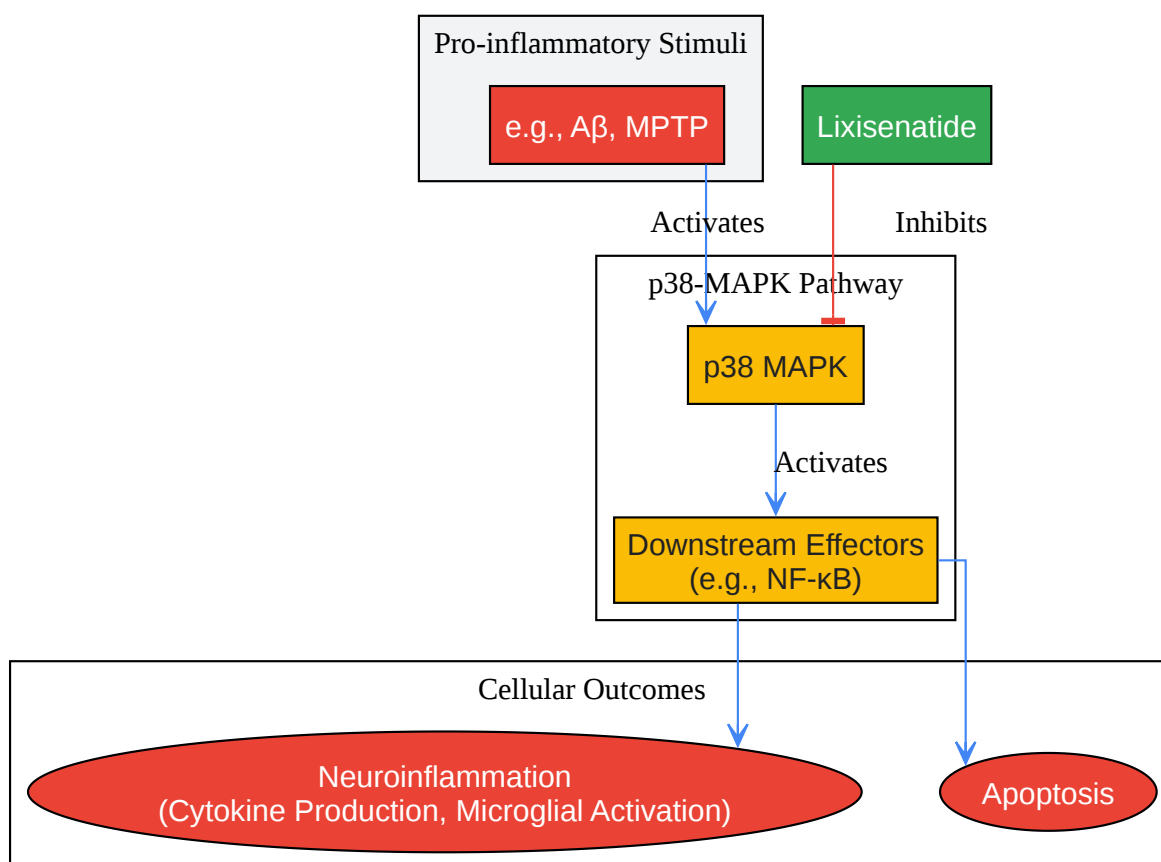 Pro-inflammatory Stimuli
e.g., Aβ, MPTP
Lixisenatide
Activates
Inhibits
p38-MAPK Pathway
p38 MAPK
Activates
Downstream Effectors
(e.g., NF-κB)
Cellular Outcomes
Neuroinflammation
(Cytokine Production, Microglial Activation)
Apoptosis